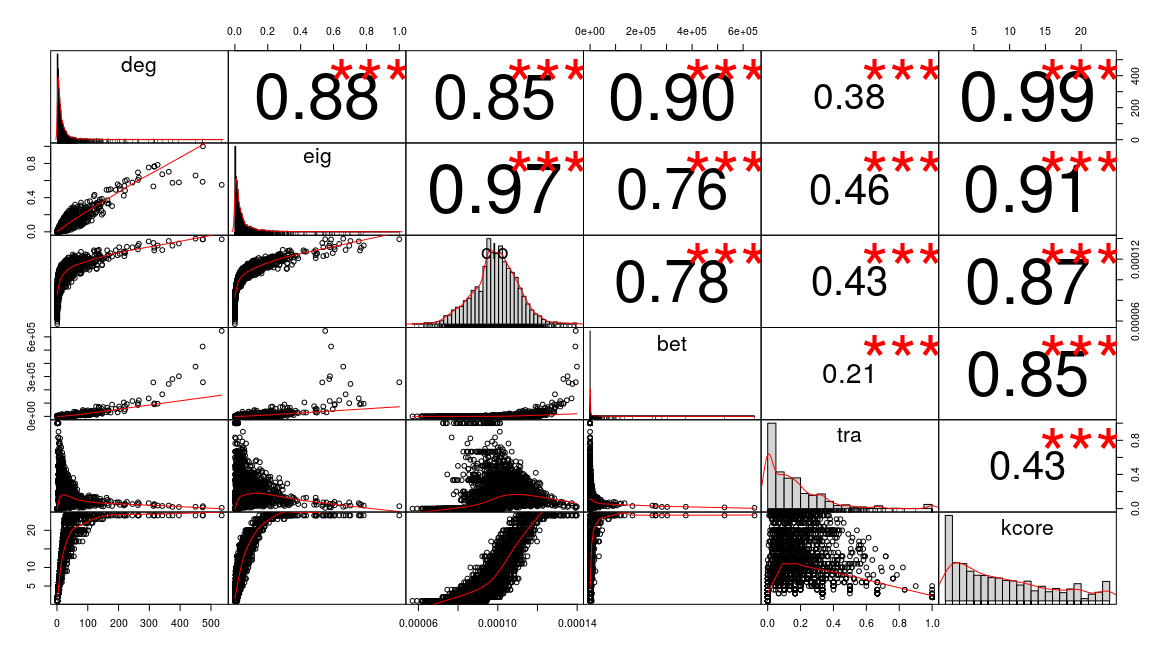 0.0 0.2 0.4 0.6 0.8 1.0 0e+00 2e+05 4e+05 6e+05 5 10 15 20
deg 0.88*** 0.85*** 0.90*** 0.38*** 0.99*** 0 200 400
0.0 0.4 0.8 eig 0.97*** 0.76*** 0.46*** 0.91***
clo 0.78*** 0.43*** 0.87*** 0.00006 0.00012
0e+00 3e+05 6e+05 bet 0.21*** 0.85***
tra 0.43*** 0.0 0.4 0.8
5 10 20 kcore
0 100 200 300 400 500 0.00006 0.00010 0.00014 0.0 0.2 0.4 0.6 0.8 1.0